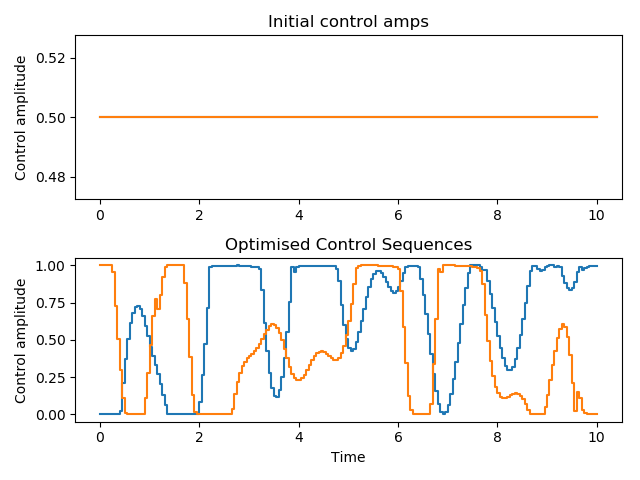 Initial control amps
Control amplitude
0.52
0.50
0.48
0 2 4 6 8 10
Optimised Control Sequences
Control amplitude
1.00
0.75
0.50
0.25
0.00
0 2 4 6 8 10
Time